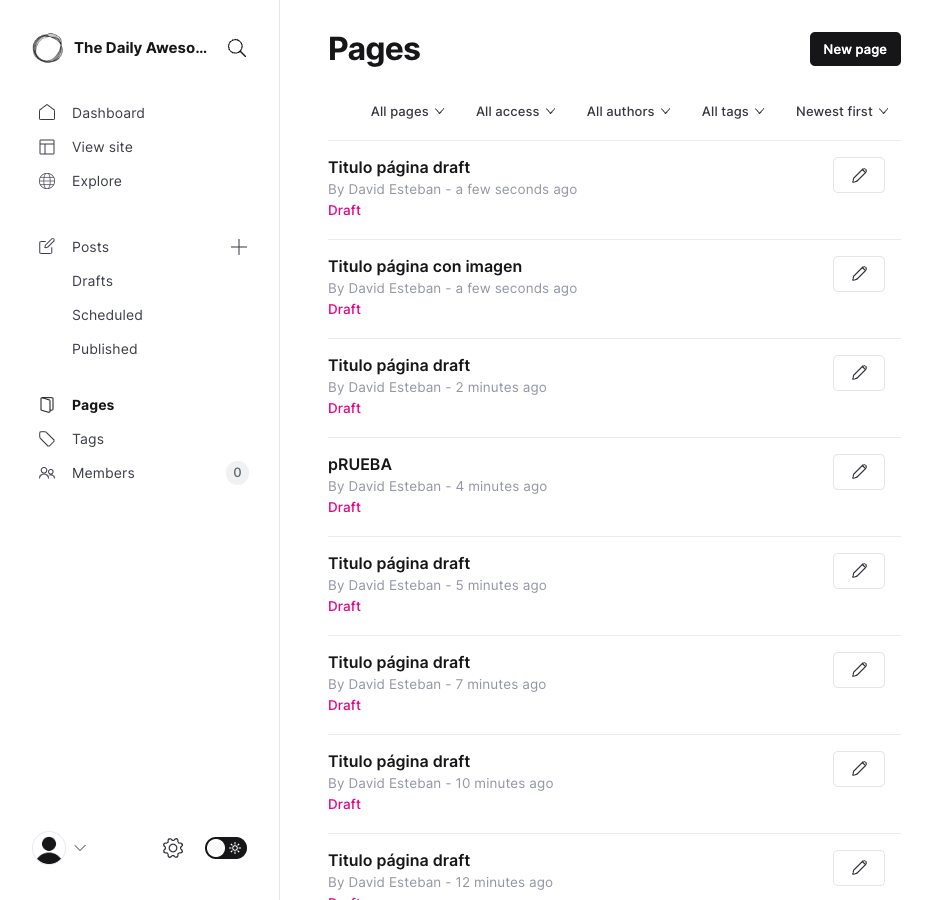 The Daily Aweso...
Dashboard
View site
Explore
Posts
Drafts
Scheduled
Published
Pages
Tags
Members 0
Pages
New page
All pages All access All authors All tags Newest first
Titulo página draft
By David Esteban - a few seconds ago
Draft
Titulo página con imagen
By David Esteban - a few seconds ago
Draft
Titulo página draft
By David Esteban - 2 minutes ago
Draft
pRUEBA
By David Esteban - 4 minutes ago
Draft
Titulo página draft
By David Esteban - 5 minutes ago
Draft
Titulo página draft
By David Esteban - 7 minutes ago
Draft
Titulo página draft
By David Esteban - 10 minutes ago
Draft
Titulo página draft
By David Esteban - 12 minutes ago